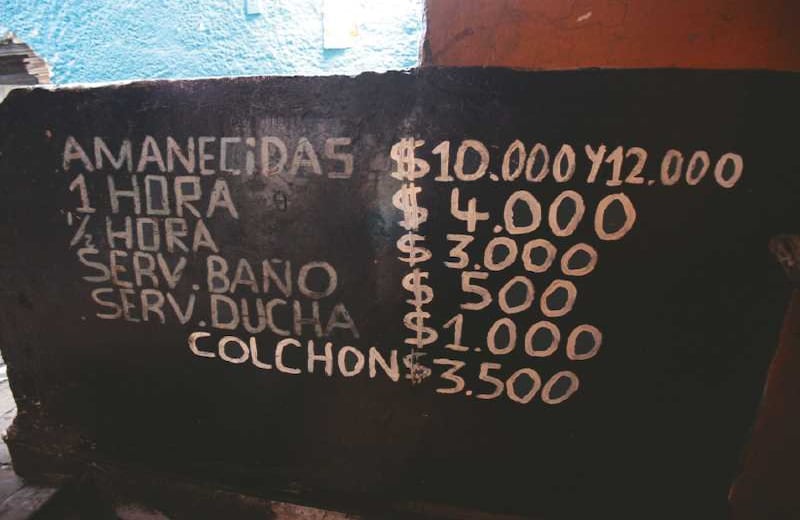 AMANECiDAS $10.000 Y 12.000
1 HORA $ 4.000
½ HORA $ 3.000
SERV. BAÑO $ 500
SERV. DUCHA $ 1.000
COLCHON $ 3.500